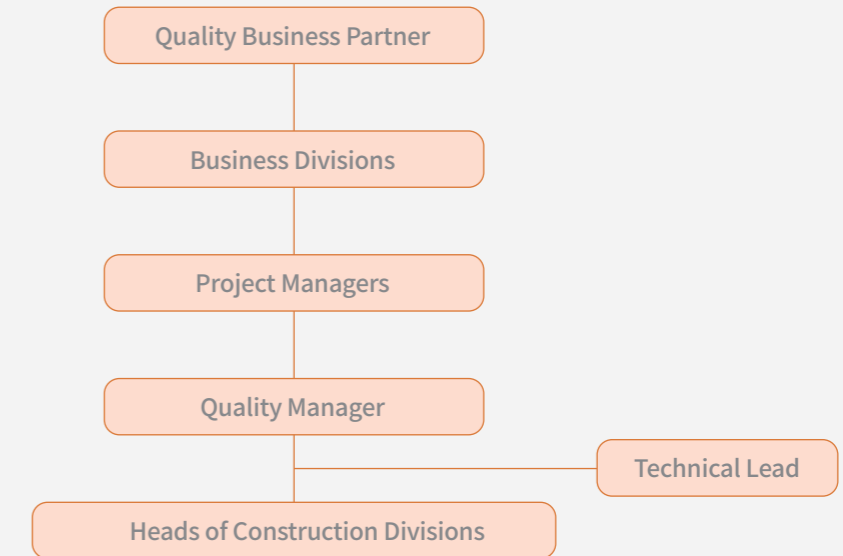 Quality Business Partner
Business Divisions
Project Managers
Quality Manager
Technical Lead
Heads of Construction Divisions